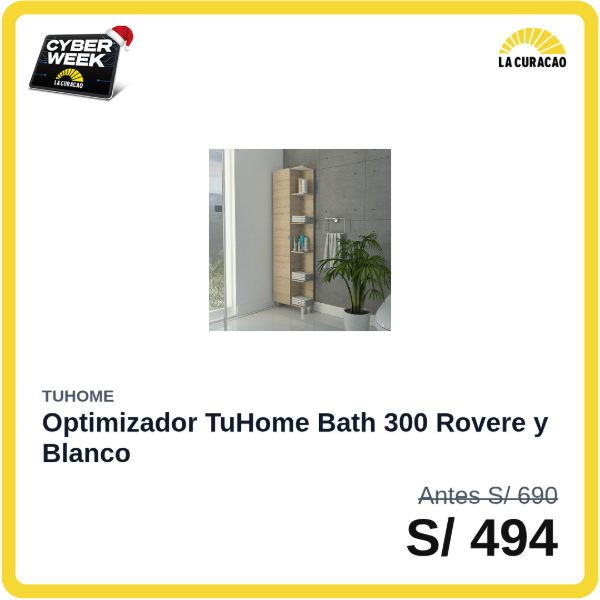 CYBER
WEEK
LA CURACAO
LA CURACAO
TUHOME
Optimizador TuHome Bath 300 Rovere y
Blanco
Antes S/ 690
S/ 494